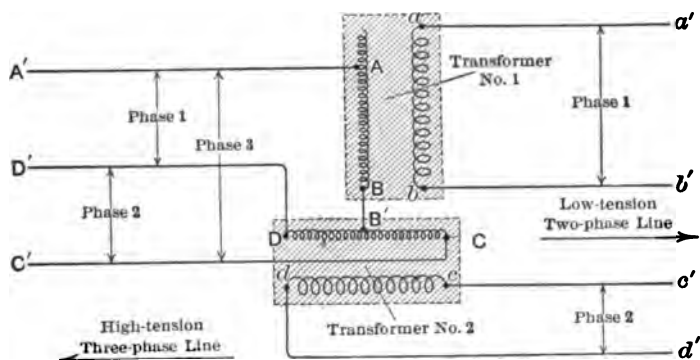 a
a'
A'
A
Transformer
No. 1
Phase 1
Phase 3
Phase 1
D'
B
b
b'
Phase 2
B'
Low-tension
Two-phase Line
D
C
C'
d
c
c'
High-tension
Three-phase Line
Transformer No. 2
Phase 2
d'